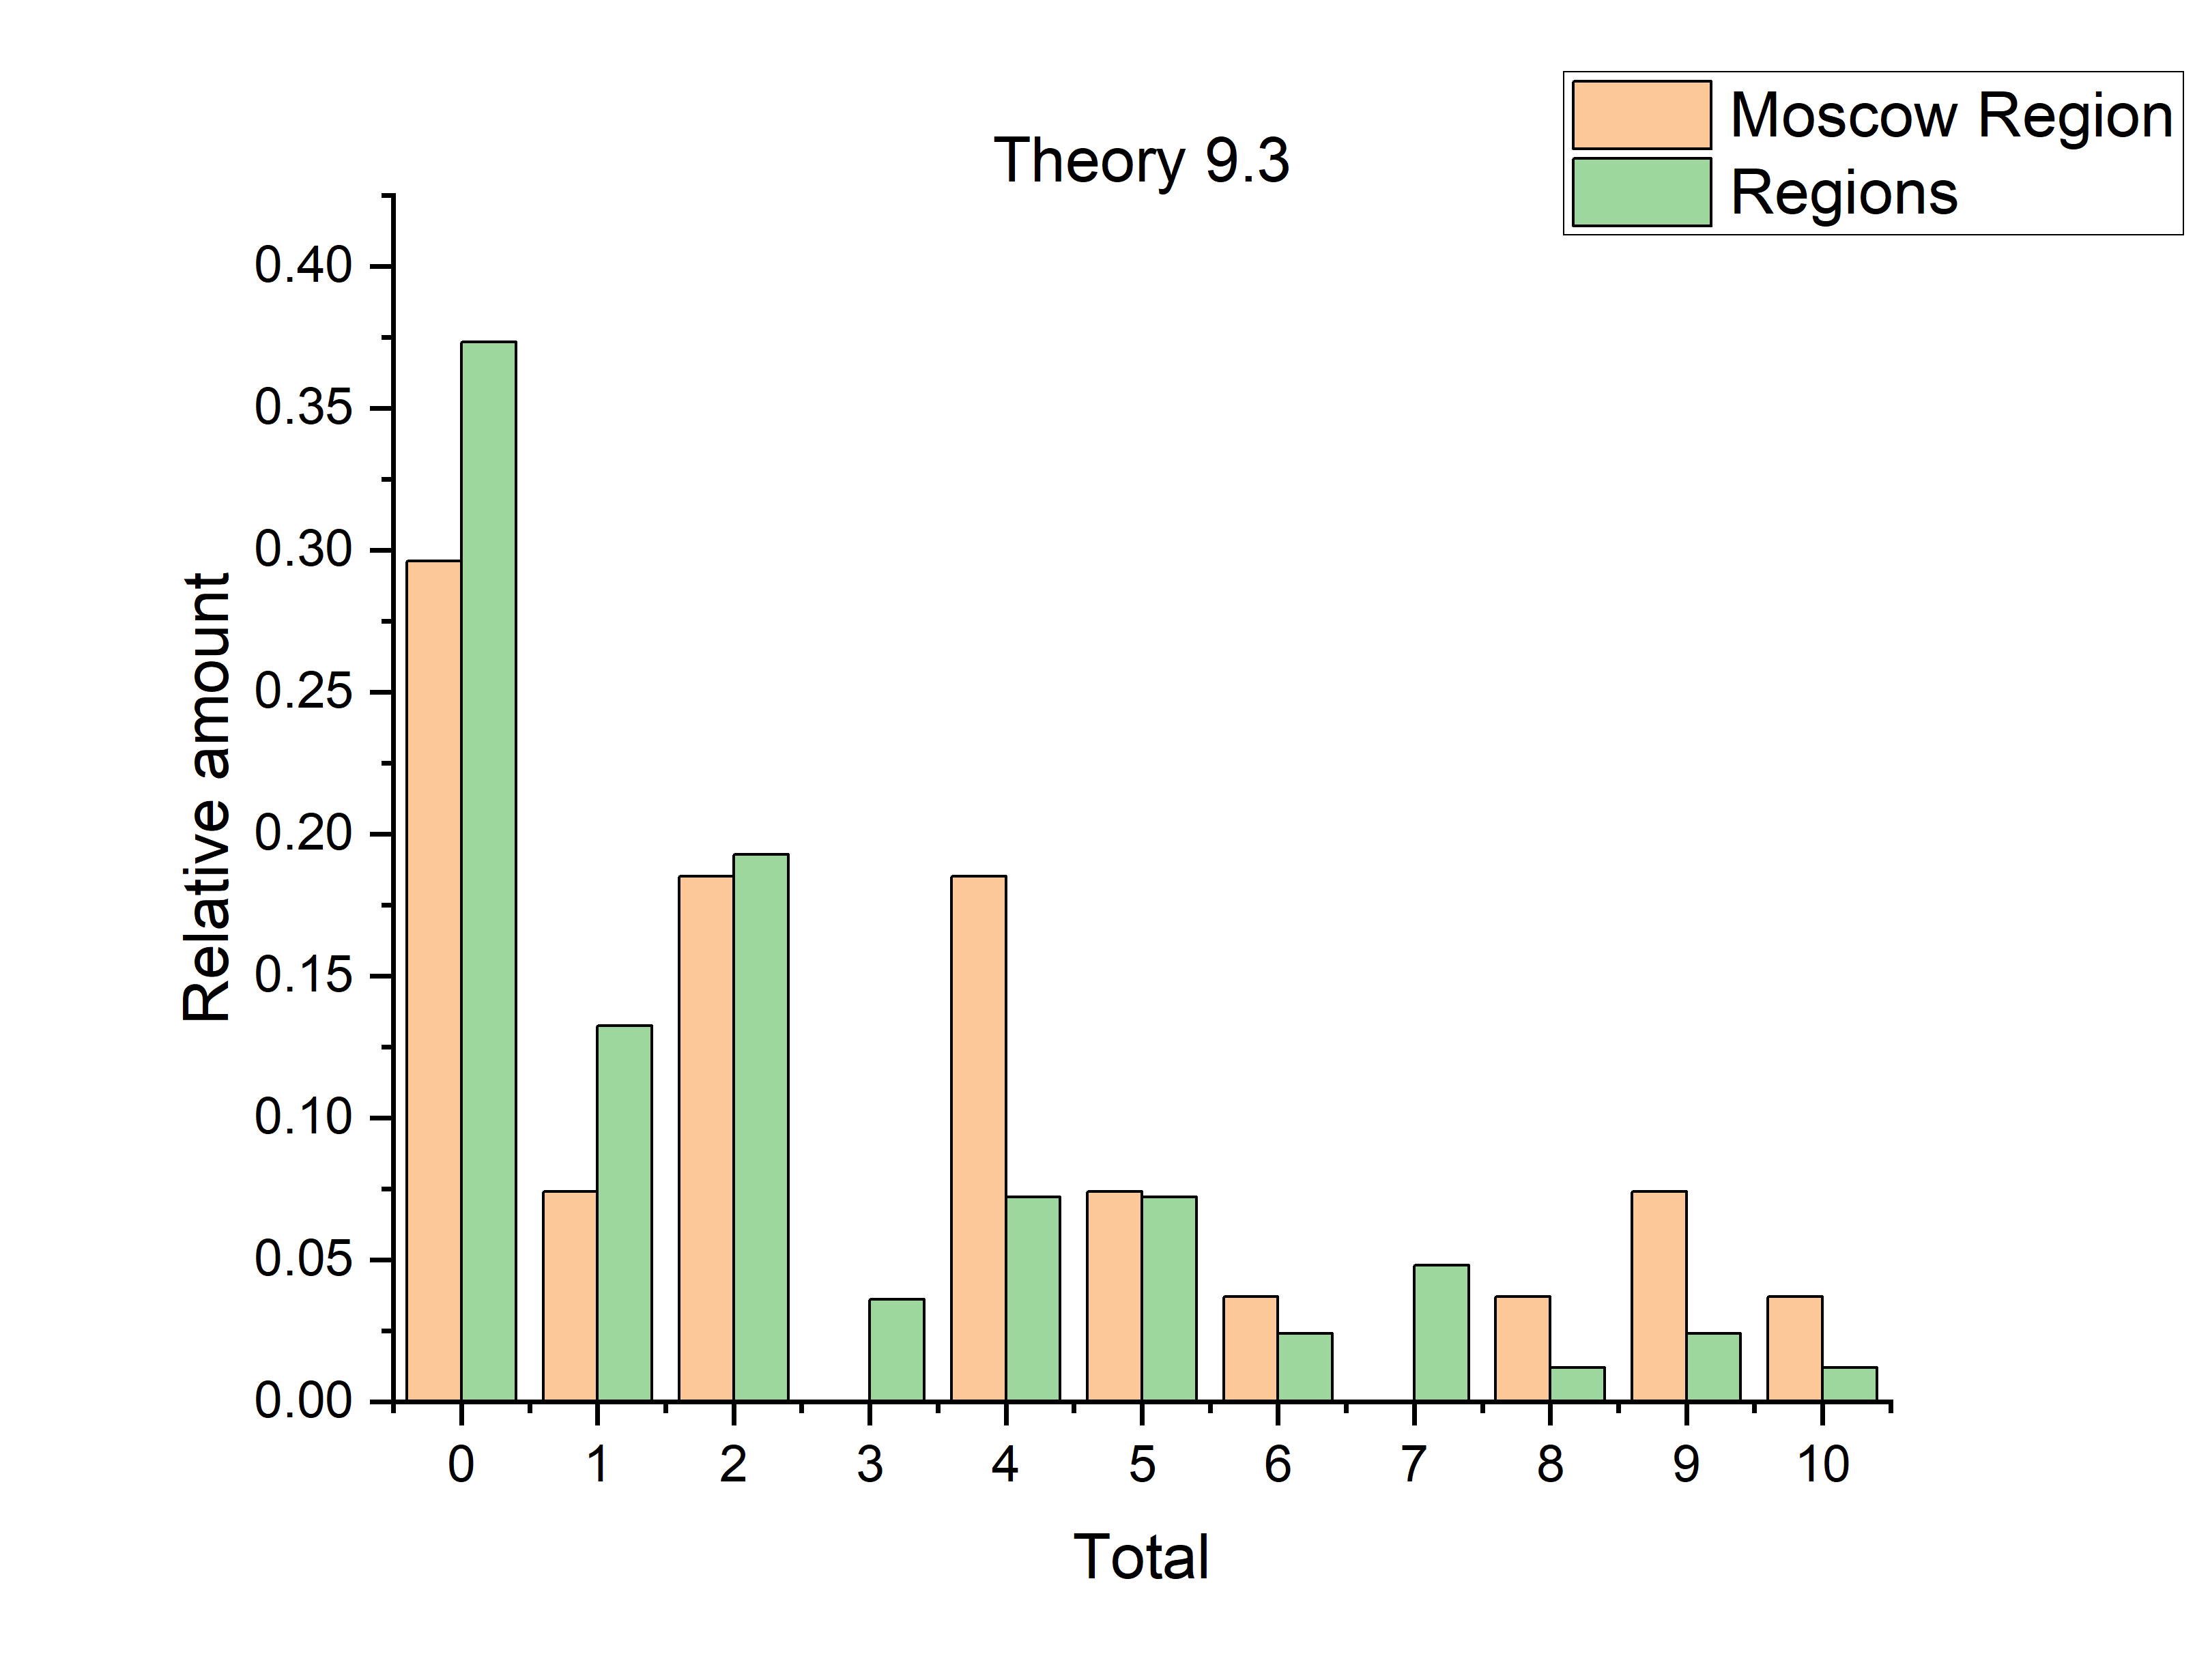 Moscow Region
Regions
Theory 9.3
0.40
0.35
0.30
0.25
0.20
0.15
0.10
0.05
0.00
Relative amount
0 1 2 3 4 5 6 7 8 9 10
Total